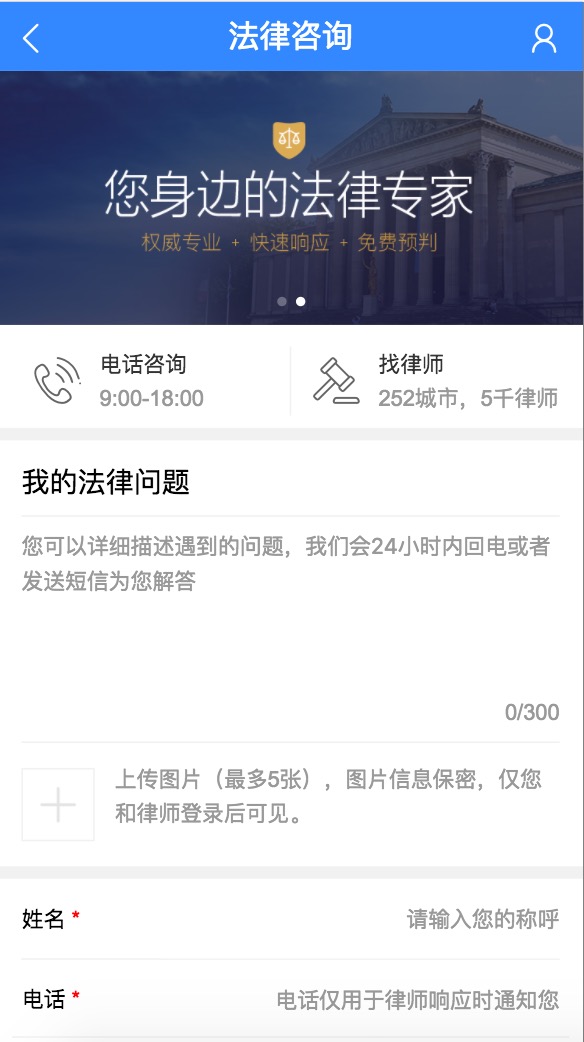 法律咨询
您身边的法律专家
权威专业 + 快速响应 + 免费预判
电话咨询
9:00-18:00
找律师
252城市，5千律师
我的法律问题
您可以详细描述遇到的问题，我们会24小时内回电或者
发送短信为您解答
0/300
上传图片（最多5张），图片信息保密，仅您
和律师登录后可见。
姓名 *
请输入您的称呼
电话 *
电话仅用于律师响应时通知您